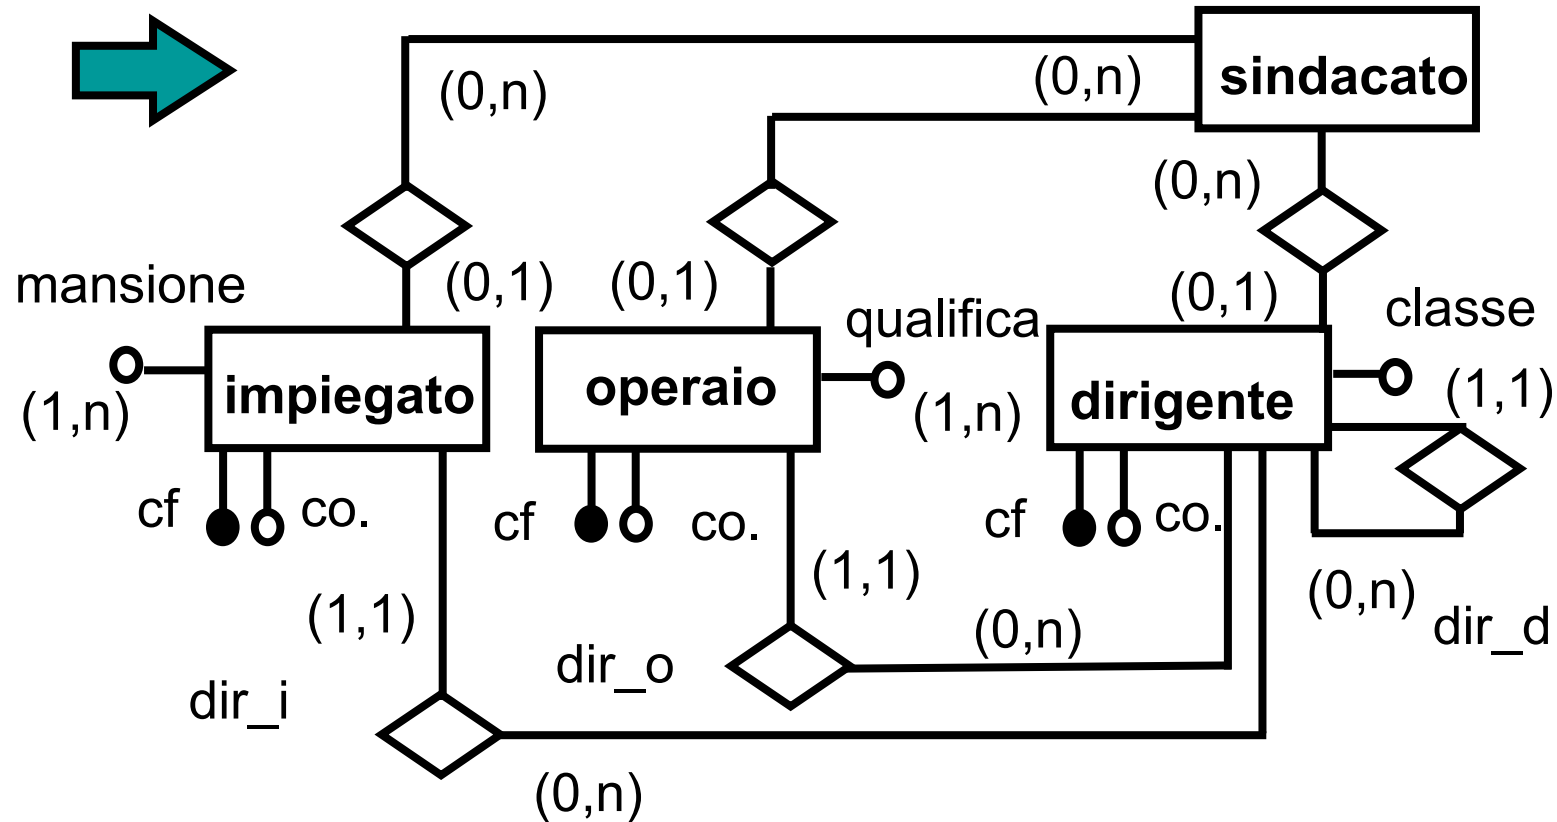 (0,n)
(0,n)
sindacato
(0,n)
mansione
(0,1)
(0,1)
(0,1)
qualifica
classe
(1,n)
impiegato
operaio
(1,n)
dirigente
(1,1)
cf
co.
cf
co.
cf
co.
(1,1)
(1,1)
(0,n)
(0,n)
dir_d
dir_o
dir_i
(0,n)